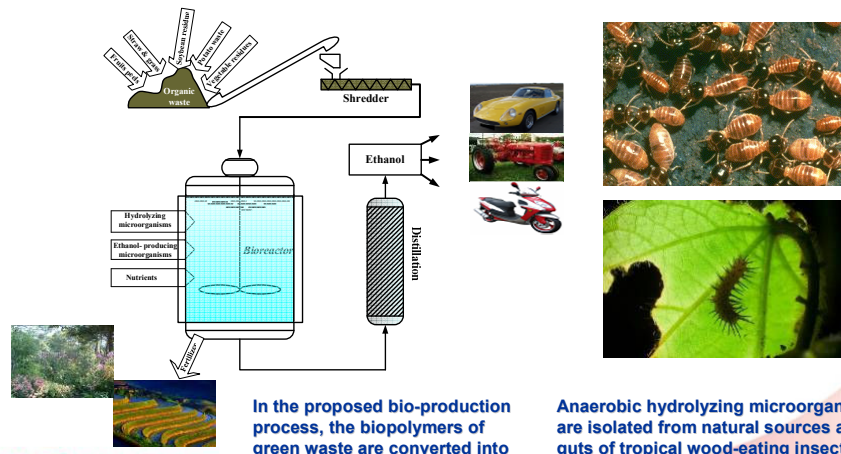 Fruits peels
Straw & grass
Soybean residue
Potato waste
Vegetable residues
Organic
waste
Shredder
Ethanol
Hydrolyzing
microorganisms
Ethanol- producing
microorganisms
Nutrients
Bioreactor
Distillation
Fertilizer
In the proposed bio-production
process, the biopolymers of
green waste are converted into
Anaerobic hydrolyzing microorgan
are isolated from natural sources a
guts of tropical wood-eating insect